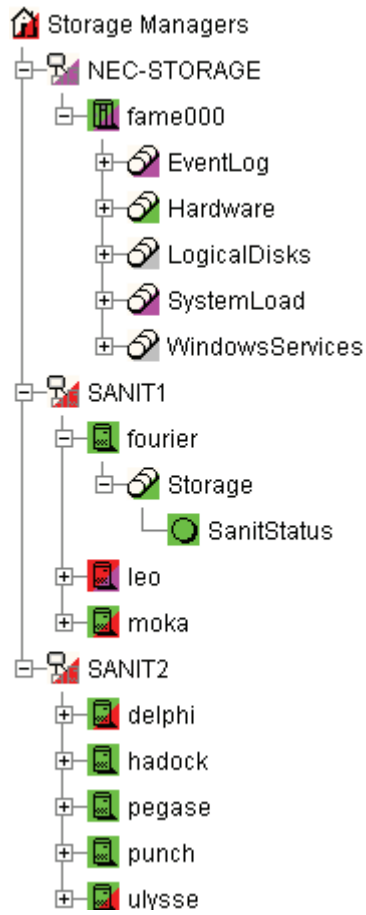 Storage Managers
NEC-STORAGE
fame000
EventLog
Hardware
LogicalDisks
SystemLoad
WindowsServices
SANIT1
fourier
Storage
SanitStatus
leo
moka
SANIT2
delphi
hadock
pegase
punch
ulysse